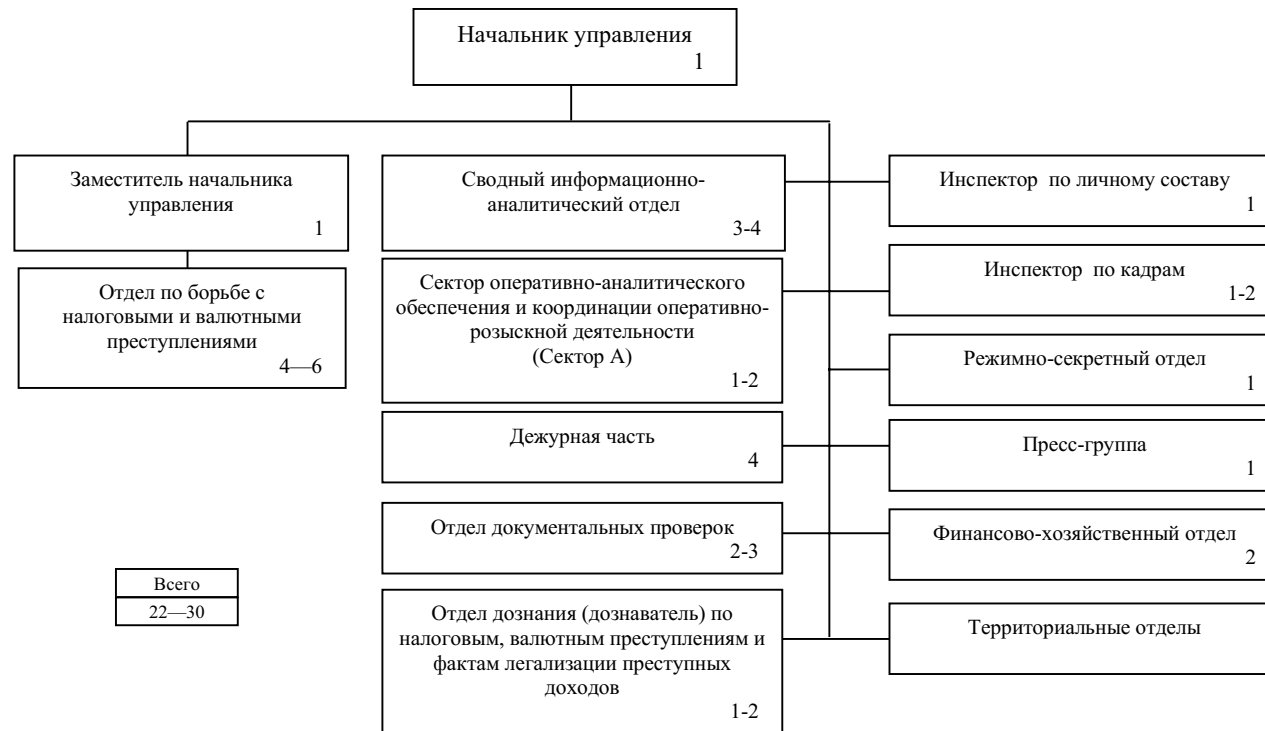 Начальник управления
1
Заместитель начальника
управления
1
Отдел по борьбе с
налоговыми и валютными
преступлениями
4—6
Сводный информационно-
аналитический отдел
3-4
Сектор оперативно-аналитического
обеспечения и координации оперативно-
розыскной деятельности
(Сектор А)
1-2
Дежурная часть
4
Отдел документальных проверок
2-3
Отдел дознания (дознаватель) по
налоговым, валютным преступлениям и
фактам легализации преступных
доходов
1-2
Инспектор по личному составу
1
Инспектор по кадрам
1-2
Режимно-секретный отдел
1
Пресс-группа
1
Финансово-хозяйственный отдел
2
Территориальные отделы
Всего
22—30